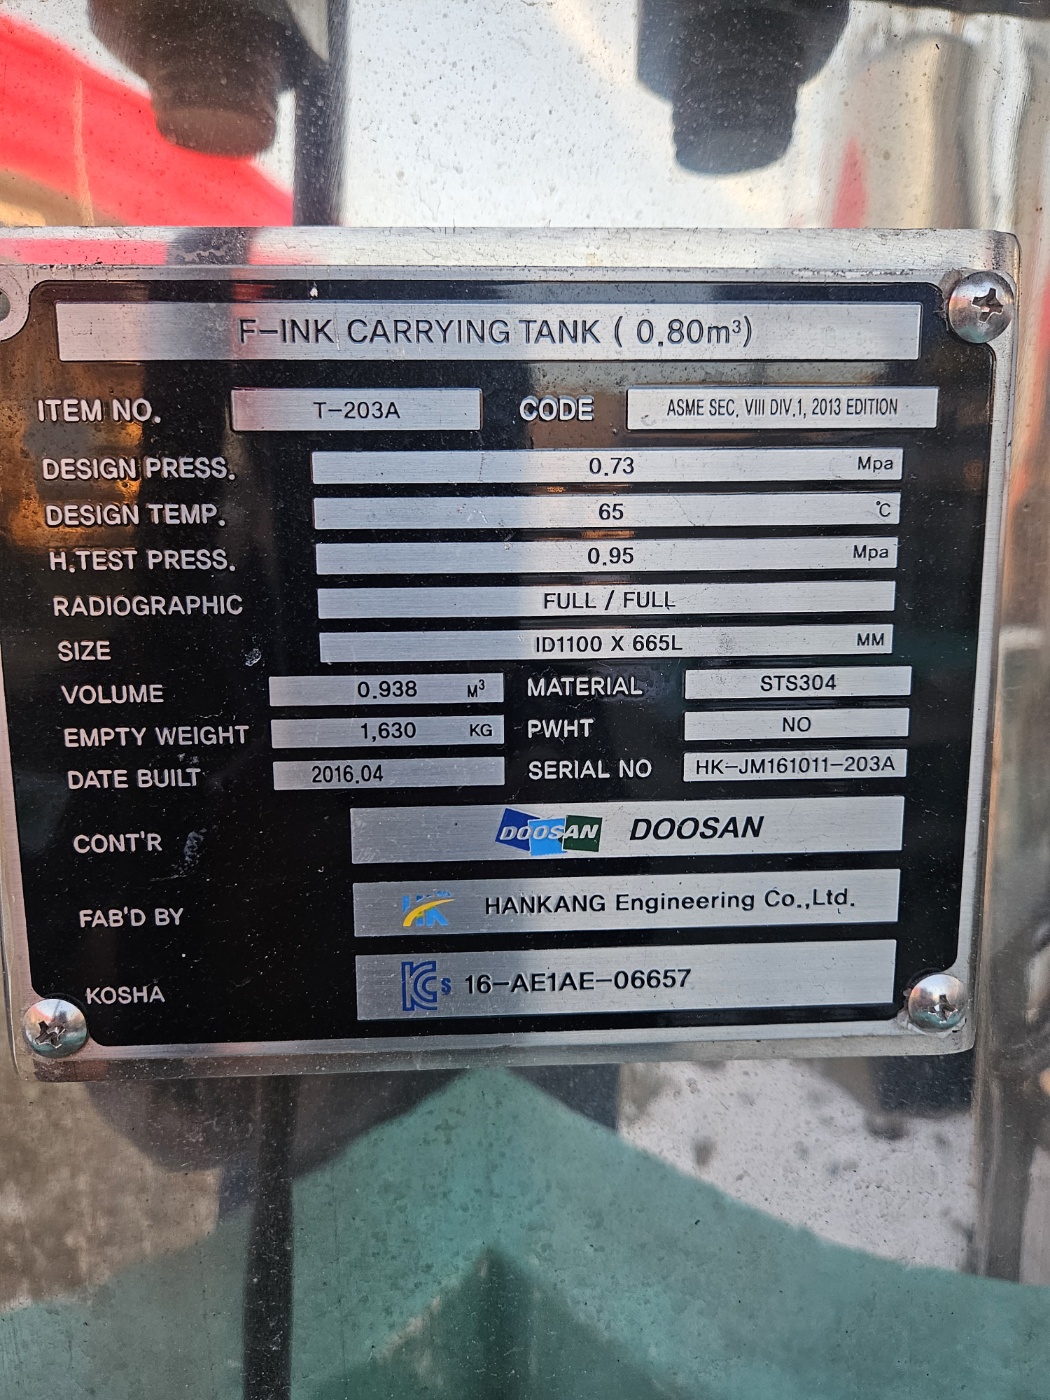 F-INK CARRYING TANK ( 0.80m³)
ITEM NO. T-203A CODE ASME SEC. VIII DIV.1, 2013 EDITION
DESIGN PRESS. 0.73 Mpa
DESIGN TEMP. 65 ℃
H.TEST PRESS. 0.95 Mpa
RADIOGRAPHIC FULL / FULL
SIZE ID1100 X 665L MM
VOLUME 0.938 M³ MATERIAL STS304
EMPTY WEIGHT 1,630 KG PWHT NO
DATE BUILT 2016.04 SERIAL NO HK-JM161011-203A
CONT'R DOOSAN DOOSAN
FAB'D BY HK HANKANG Engineering Co.,Ltd.
KOSHA KCs 16-AE1AE-06657